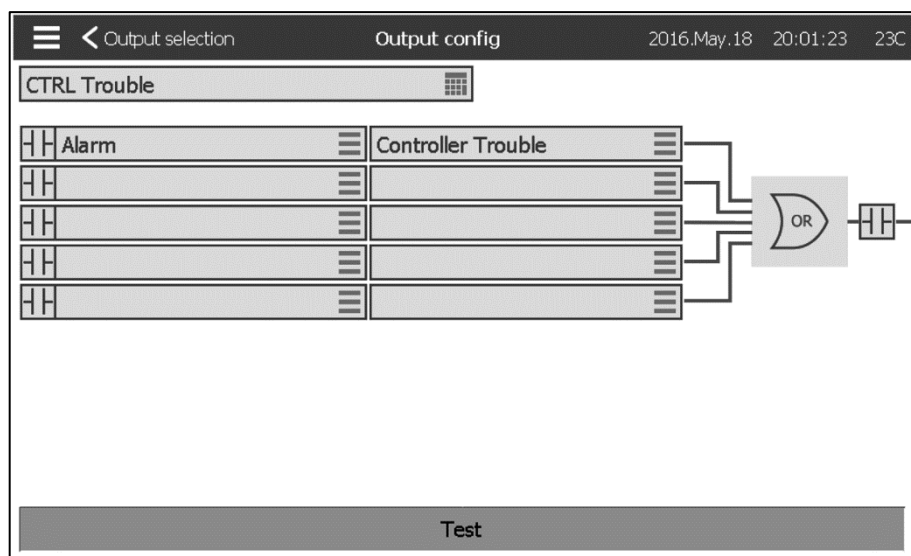 Output selection Output config 2016.May.18 20:01:23 23C
CTRL Trouble
Alarm Controller Trouble
OR
Test